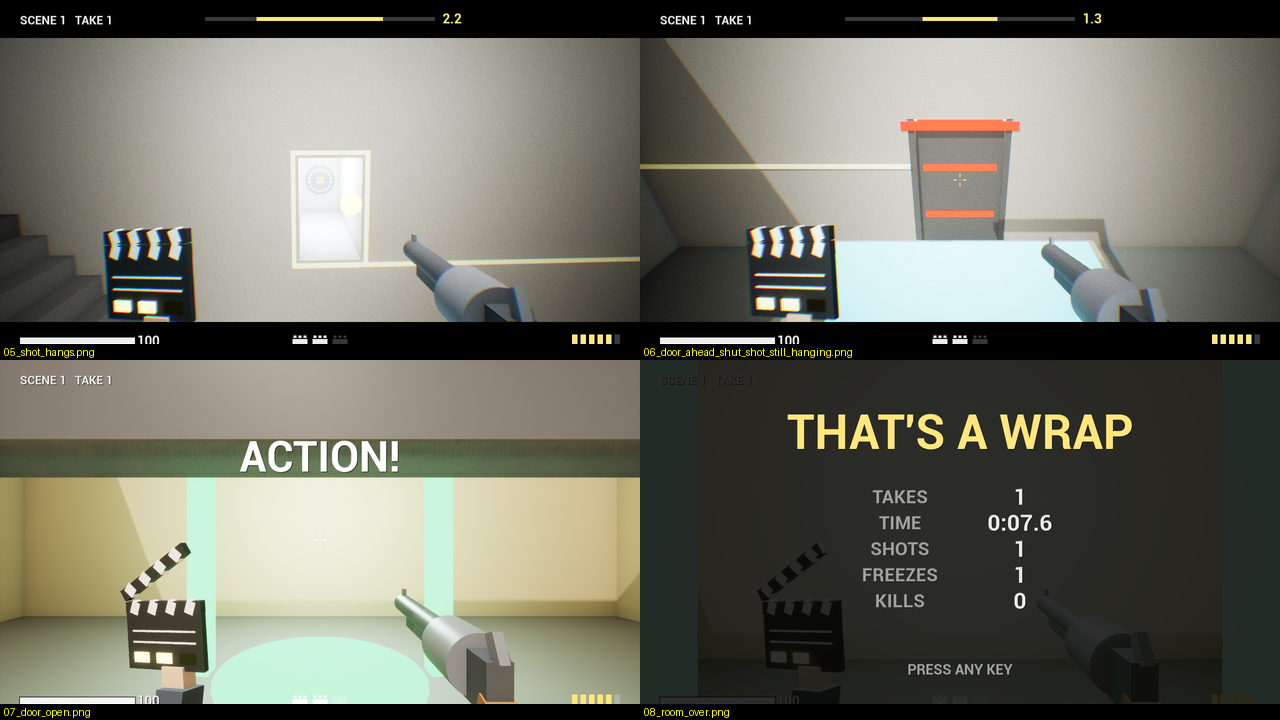 SCENE 1 TAKE 1
2.2
100
05_shot_hangs.png
SCENE 1 TAKE 1
1.3
100
06_door_ahead_shut_shot_still_hanging.png
SCENE 1 TAKE 1
ACTION!
100
07_door_open.png
SCENE 1 TAKE 1
THAT'S A WRAP
TAKES 1
TIME 0:07.6
SHOTS 1
FREEZES 1
KILLS 0
PRESS ANY KEY
100
08_room_over.png